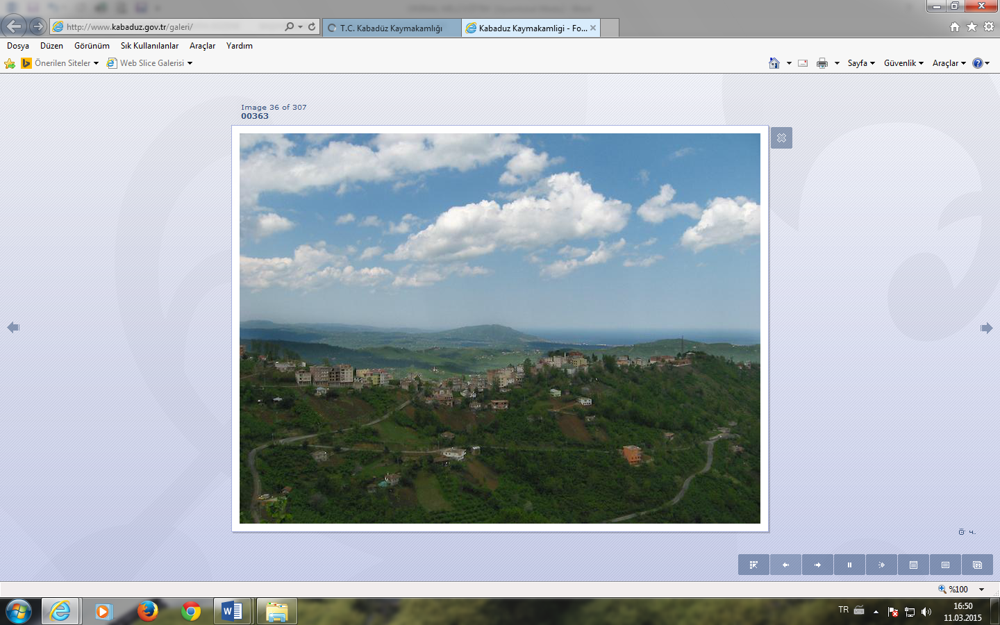 http://www.kabaduz.gov.tr/galeri/
T.C. Kabadüz Kaymakamlığı
Kabaduz Kaymakamligi - Fo...
Dosya Düzen Görünüm Sık Kullanılanlar Araçlar Yardım
Önerilen Siteler
Web Slice Galerisi
Sayfa Güvenlik Araçlar
Image 36 of 307
00363
%100
TR
16:50
11.03.2015